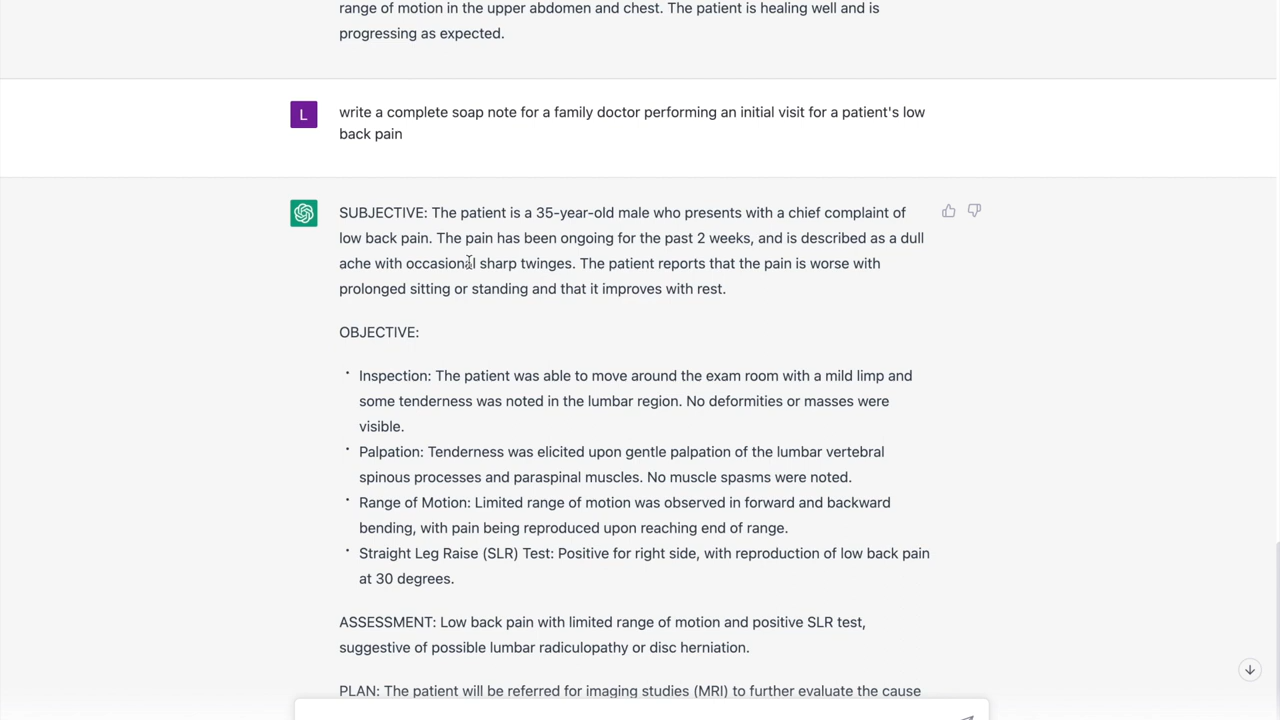 range of motion in the upper abdomen and chest. The patient is healing well and is
progressing as expected.
L
write a complete soap note for a family doctor performing an initial visit for a patient's low
back pain
SUBJECTIVE: The patient is a 35-year-old male who presents with a chief complaint of
low back pain. The pain has been ongoing for the past 2 weeks, and is described as a dull
ache with occasional sharp twinges. The patient reports that the pain is worse with
prolonged sitting or standing and that it improves with rest.
OBJECTIVE:
• Inspection: The patient was able to move around the exam room with a mild limp and
some tenderness was noted in the lumbar region. No deformities or masses were
visible.
• Palpation: Tenderness was elicited upon gentle palpation of the lumbar vertebral
spinous processes and paraspinal muscles. No muscle spasms were noted.
• Range of Motion: Limited range of motion was observed in forward and backward
bending, with pain being reproduced upon reaching end of range.
• Straight Leg Raise (SLR) Test: Positive for right side, with reproduction of low back pain
at 30 degrees.
ASSESSMENT: Low back pain with limited range of motion and positive SLR test,
suggestive of possible lumbar radiculopathy or disc herniation.
PLAN: The patient will be referred for imaging studies (MRI) to further evaluate the cause